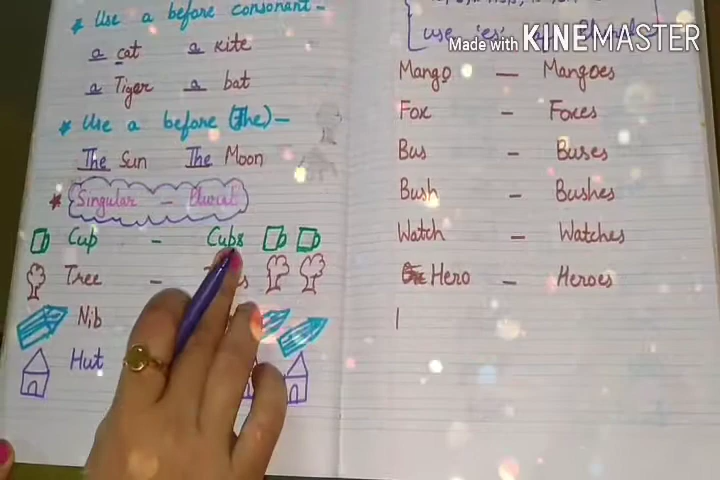 * Use a before consonant -
a cat a kite
a Tiger a bat
* Use a before (The) -
The Sun The Moon
* Singular - Plural
Cup - Cubs
Tree -
Nib
Hut
use 'es'
Made with KINEMASTER
Mango - Mangoes
Fox - Foxes
Bus - Buses
Bush - Bushes
Watch - Watches
Hero - Heroes